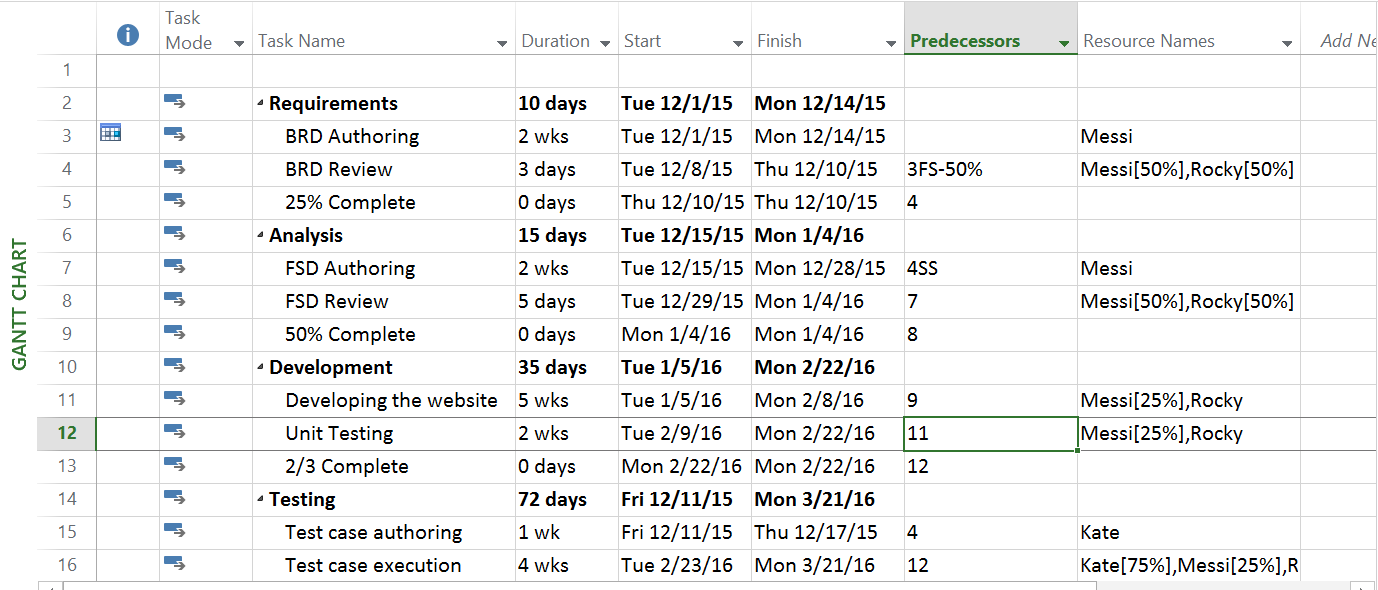 Task Mode Task Name Duration Start Finish Predecessors Resource Names Add Ne
1
2 Requirements 10 days Tue 12/1/15 Mon 12/14/15
3 BRD Authoring 2 wks Tue 12/1/15 Mon 12/14/15 Messi
4 BRD Review 3 days Tue 12/8/15 Thu 12/10/15 3FS-50% Messi[50%],Rocky[50%]
5 25% Complete 0 days Thu 12/10/15 Thu 12/10/15 4
6 Analysis 15 days Tue 12/15/15 Mon 1/4/16
7 FSD Authoring 2 wks Tue 12/15/15 Mon 12/28/15 4SS Messi
8 FSD Review 5 days Tue 12/29/15 Mon 1/4/16 7 Messi[50%],Rocky[50%]
9 50% Complete 0 days Mon 1/4/16 Mon 1/4/16 8
10 Development 35 days Tue 1/5/16 Mon 2/22/16
11 Developing the website 5 wks Tue 1/5/16 Mon 2/8/16 9 Messi[25%],Rocky
12 Unit Testing 2 wks Tue 2/9/16 Mon 2/22/16 11 Messi[25%],Rocky
13 2/3 Complete 0 days Mon 2/22/16 Mon 2/22/16 12
14 Testing 72 days Fri 12/11/15 Mon 3/21/16
15 Test case authoring 1 wk Fri 12/11/15 Thu 12/17/15 4 Kate
16 Test case execution 4 wks Tue 2/23/16 Mon 3/21/16 12 Kate[75%],Messi[25%],R
GANTT CHART